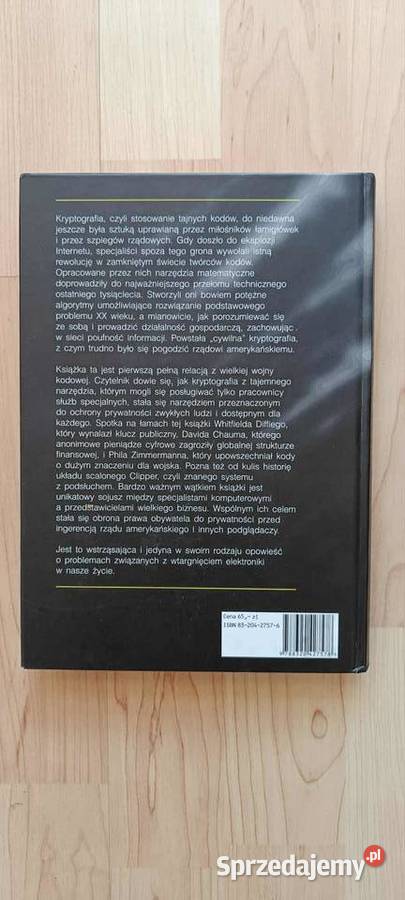 Kryptografia, czyli stosowanie tajnych kodów, do niedawna
jeszcze była sztuką uprawianą przez miłośników łamigłówek
i przez szpiegów rządowych. Gdy doszło do eksplozji
Internetu, specjaliści spoza tego grona wywołali istną
rewolucję w zamkniętym świecie twórców kodów.
Opracowane przez nich narzędzia matematyczne
doprowadziły do najważniejszego przełomu technicznego
ostatniego tysiąclecia. Stworzyli oni bowiem potężne
algorytmy umożliwiające rozwiązanie podstawowego
problemu XX wieku, a mianowicie, jak porozumiewać się
ze sobą i prowadzić działalność gospodarczą, zachowując
w sieci poufność informacji. Powstała „cywilna” kryptografia,
z czym trudno było się pogodzić rządowi amerykańskiemu.
Książka ta jest pierwszą pełną relacją z wielkiej wojny
kodowej. Czytelnik dowie się, jak kryptografia z tajemnego
narzędzia, którym mogli się posługiwać tylko pracownicy
służb specjalnych, stała się narzędziem przeznaczonym
do ochrony prywatności zwykłych ludzi i dostępnym dla
każdego. Spotka na łamach tej książki Whitfielda Diffiego,
który wynalazł klucz publiczny, Davida Chauma, którego
anonimowe pieniądze cyfrowe zagroziły globalnej strukturze
finansowej, i Phila Zimmermanna, który upowszechniał kody
o dużym znaczeniu dla wojska. Pozna też od kulis historię
układu scalonego Clipper, czyli znanego systemu
z podsłuchem. Bardzo ważnym wątkiem książki jest
unikatowy sojusz między specjalistami komputerowymi
a przedstawicielami wielkiego biznesu. Wspólnym ich celem
stała się obrona prawa obywatela do prywatności przed
ingerencją rządu amerykańskiego i innych podglądaczy.
Jest to wstrząsająca i jedyna w swoim rodzaju opowieść
o problemach związanych z wtargnięciem elektroniki
w nasze życie.
Cena 65,– zł
ISBN 83-204-2757-6
9 788320 427578
Sprzedajemy.pl